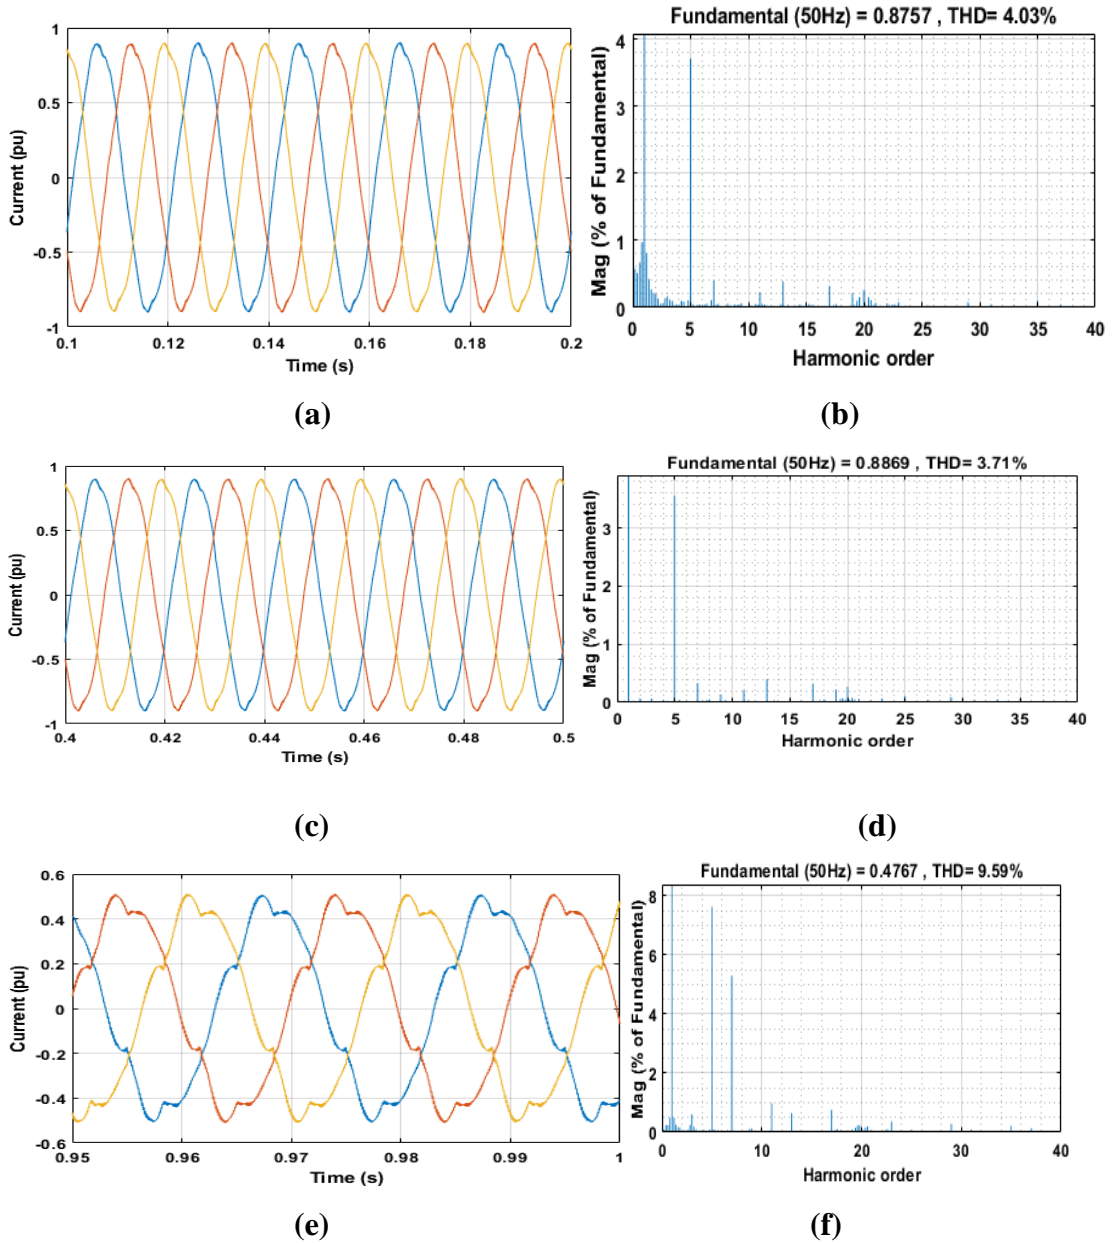 Fundamental (50Hz) = 0.8757 , THD= 4.03%
1
0.5
0
-0.5
-1
Current (pu)
0.1 0.12 0.14 0.16 0.18 0.2
Time (s)
4
3
2
1
0
Mag (% of Fundamental)
0 5 10 15 20 25 30 35 40
Harmonic order
(a) (b)
1
0.5
0
-0.5
-1
Current (pu)
0.4 0.42 0.44 0.46 0.48 0.5
Time (s)
Fundamental (50Hz) = 0.8869 , THD= 3.71%
3
2
1
0
Mag (% of Fundamental)
0 5 10 15 20 25 30 35 40
Harmonic order
(c) (d)
0.6
0.4
0.2
0
-0.2
-0.4
-0.6
Current (pu)
0.95 0.96 0.97 0.98 0.99 1
Time (s)
Fundamental (50Hz) = 0.4767 , THD= 9.59%
8
6
4
2
0
Mag (% of Fundamental)
0 10 20 30 40
Harmonic order
(e) (f)